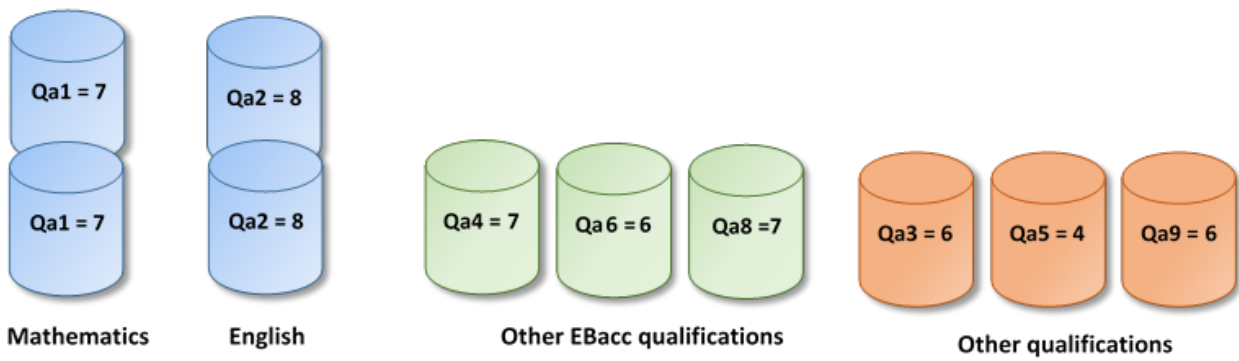 Qa1 = 7
Qa2 = 8
Qa1 = 7
Qa2 = 8
Qa4 = 7
Qa6 = 6
Qa8 =7
Qa3 = 6
Qa5 = 4
Qa9 = 6
Mathematics
English
Other EBacc qualifications
Other qualifications